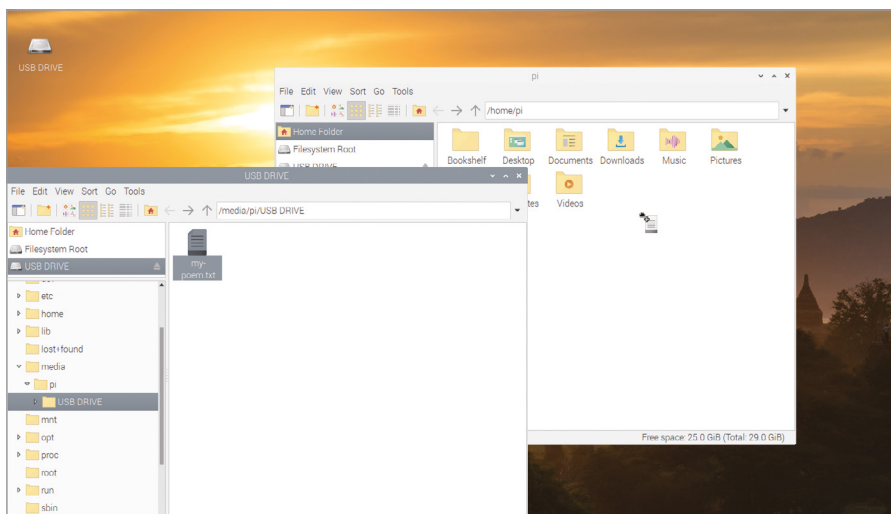 USB DRIVE
pi
File Edit View Sort Go Tools
/home/pi
Home Folder
Filesystem Root
USB DRIVE
Bookshelf Desktop Documents Downloads Music Pictures
Videos
Free space: 25.0 GiB (Total: 29.0 GiB)
USB DRIVE
File Edit View Sort Go Tools
/media/pi/USB DRIVE
Home Folder
Filesystem Root
USB DRIVE
etc
home
lib
lost+found
media
pi
USB DRIVE
mnt
opt
proc
root
run
sbin
my-
poem.txt